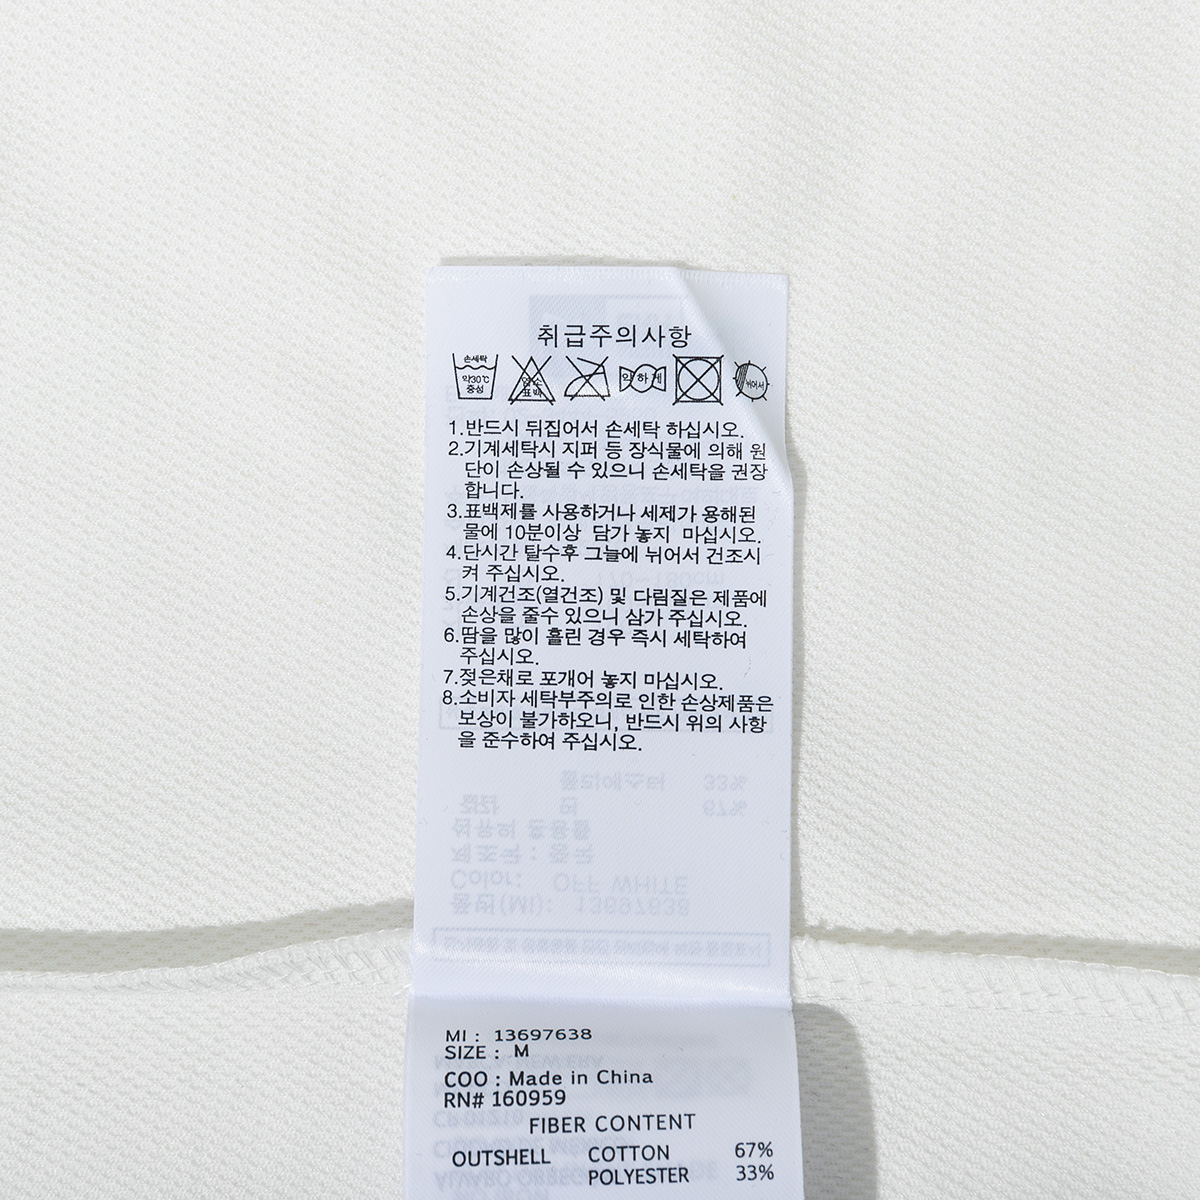 취급주의사항
손세탁
약30℃
중성
염소
표백
약하게
뉘어서
1.반드시 뒤집어서 손세탁 하십시오.
2.기계세탁시 지퍼 등 장식물에 의해 원
단이 손상될 수 있으니 손세탁을 권장
합니다.
3.표백제를 사용하거나 세제가 용해된
물에 10분이상 담가 놓지 마십시오.
4.단시간 탈수후 그늘에 뉘어서 건조시
켜 주십시오.
5.기계건조(열건조) 및 다림질은 제품에
손상을 줄수 있으니 삼가 주십시오.
6.땀을 많이 흘린 경우 즉시 세탁하여
주십시오.
7.젖은채로 포개어 놓지 마십시오.
8.소비자 세탁부주의로 인한 손상제품은
보상이 불가하오니, 반드시 위의 사항
을 준수하여 주십시오.
MI : 13697638
SIZE : M
COO : Made in China
RN# 160959
FIBER CONTENT
OUTSHELL COTTON 67%
POLYESTER 33%